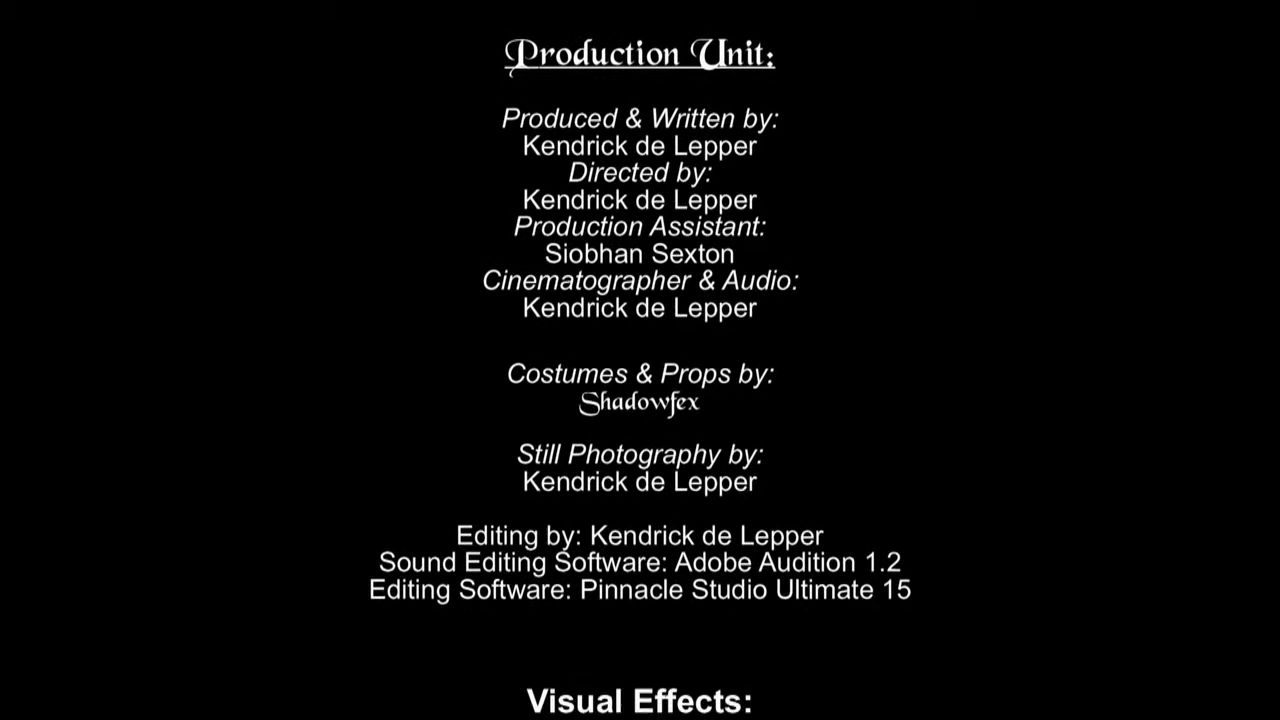 Production Unit:
Produced & Written by:
Kendrick de Lepper
Directed by:
Kendrick de Lepper
Production Assistant:
Siobhan Sexton
Cinematographer & Audio:
Kendrick de Lepper
Costumes & Props by:
Shadowfex
Still Photography by:
Kendrick de Lepper
Editing by: Kendrick de Lepper
Sound Editing Software: Adobe Audition 1.2
Editing Software: Pinnacle Studio Ultimate 15
Visual Effects: